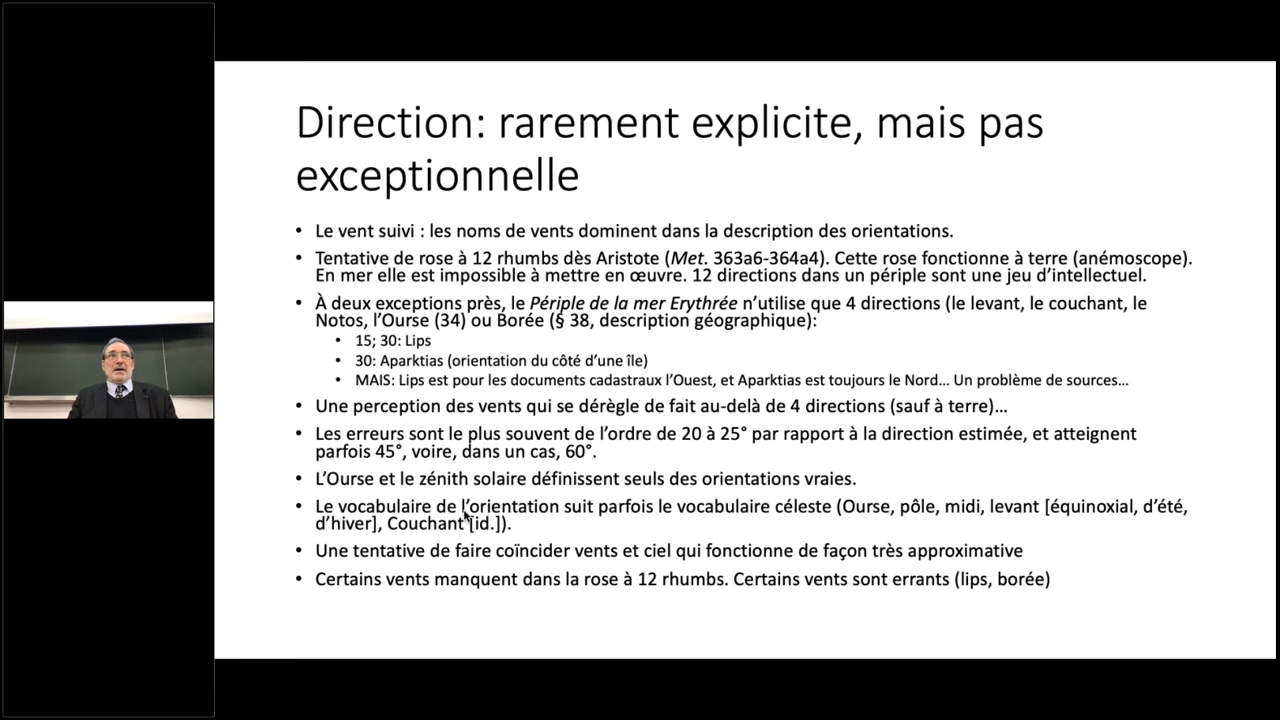 Direction: rarement explicite, mais pas
exceptionnelle
• Le vent suivi : les noms de vents dominent dans la description des orientations.
• Tentative de rose à 12 rhumbs dès Aristote (Met. 363a6-364a4). Cette rose fonctionne à terre (anémoscope).
En mer elle est impossible à mettre en œuvre. 12 directions dans un périple sont une jeu d’intellectuel.
• À deux exceptions près, le Périple de la mer Erythrée n’utilise que 4 directions (le levant, le couchant, le
Notos, l’Ourse (34) ou Borée (§ 38, description géographique):
• 15; 30: Lips
• 30: Aparktias (orientation du côté d’une île)
• MAIS: Lips est pour les documents cadastraux l’Ouest, et Aparktias est toujours le Nord… Un problème de sources…
• Une perception des vents qui se dérègle de fait au-delà de 4 directions (sauf à terre)…
• Les erreurs sont le plus souvent de l’ordre de 20 à 25° par rapport à la direction estimée, et atteignent
parfois 45°, voire, dans un cas, 60°.
• L’Ourse et le zénith solaire définissent seuls des orientations vraies.
• Le vocabulaire de l’orientation suit parfois le vocabulaire céleste (Ourse, pôle, midi, levant [équinoxial, d’été,
d’hiver], Couchant [id.]).
• Une tentative de faire coïncider vents et ciel qui fonctionne de façon très approximative
• Certains vents manquent dans la rose à 12 rhumbs. Certains vents sont errants (lips, borée)